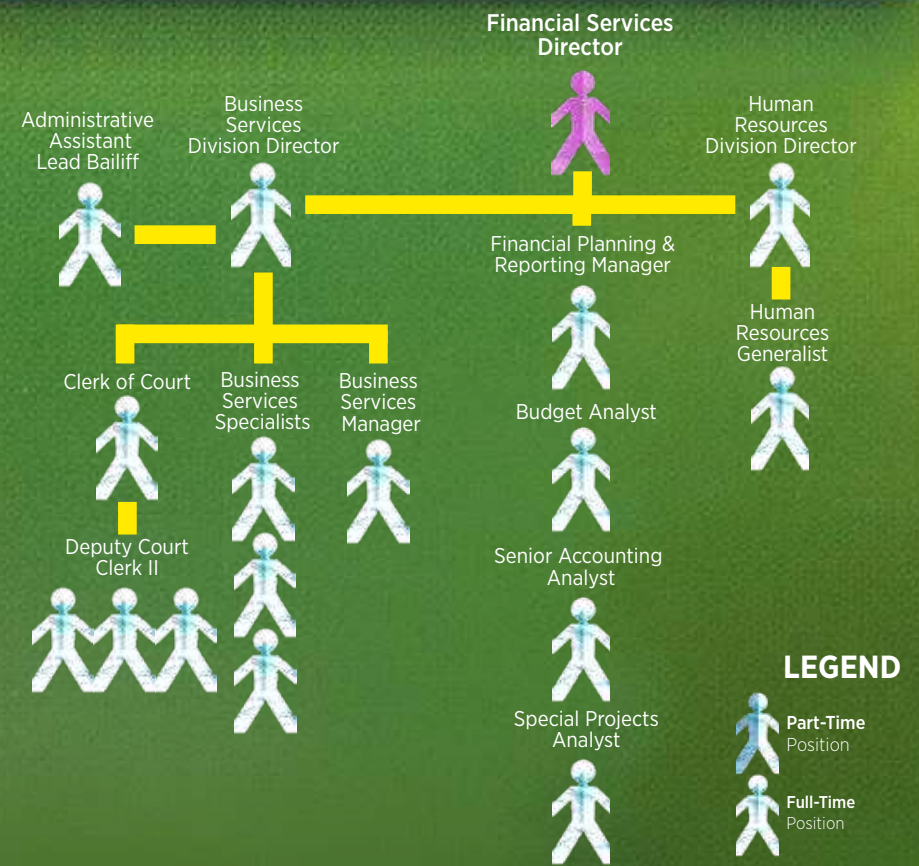 Financial Services
Director
Administrative
Assistant
Lead Bailiff
Business
Services
Division Director
Human
Resources
Division Director
Financial Planning &
Reporting Manager
Human
Resources
Generalist
Clerk of Court
Business
Services
Specialists
Business
Services
Manager
Budget Analyst
Deputy Court
Clerk II
Senior Accounting
Analyst
Special Projects
Analyst
LEGEND
Part-Time
Position
Full-Time
Position